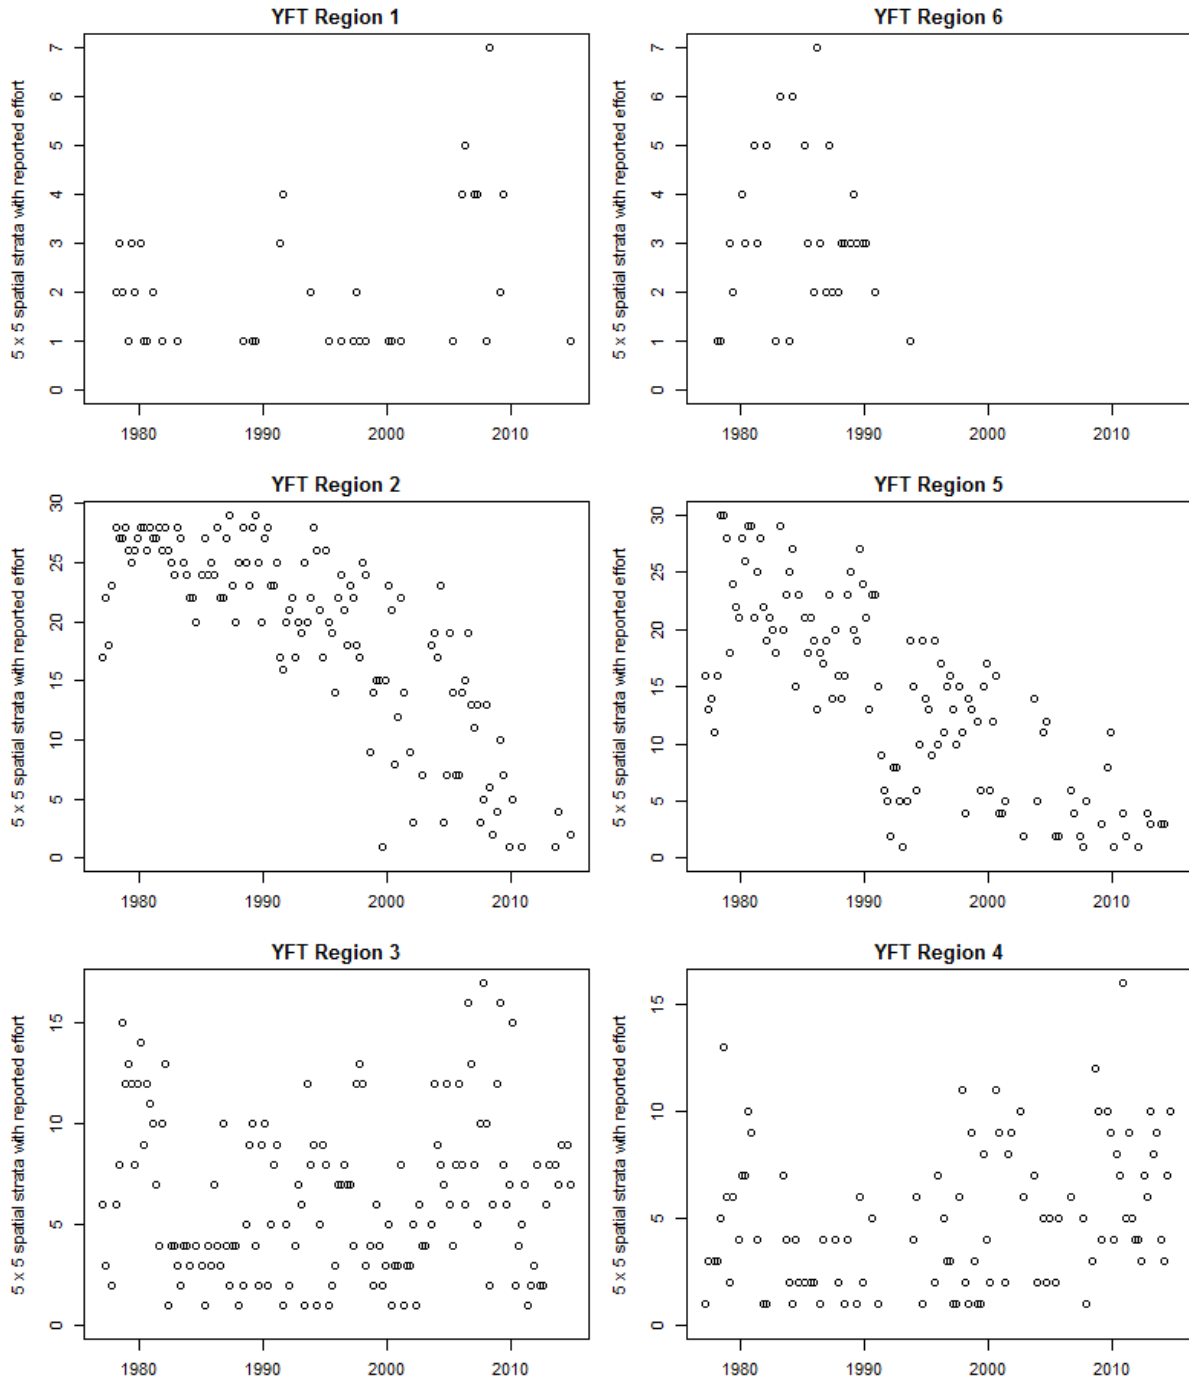 YFT Region 1
5 x 5 spatial strata with reported effort
0 1 2 3 4 5 6 7
1980 1990 2000 2010
YFT Region 6
5 x 5 spatial strata with reported effort
0 1 2 3 4 5 6 7
1980 1990 2000 2010
YFT Region 2
5 x 5 spatial strata with reported effort
0 5 10 15 20 25 30
1980 1990 2000 2010
YFT Region 5
5 x 5 spatial strata with reported effort
0 5 10 15 20 25 30
1980 1990 2000 2010
YFT Region 3
5 x 5 spatial strata with reported effort
0 5 10 15
1980 1990 2000 2010
YFT Region 4
5 x 5 spatial strata with reported effort
0 5 10 15
1980 1990 2000 2010